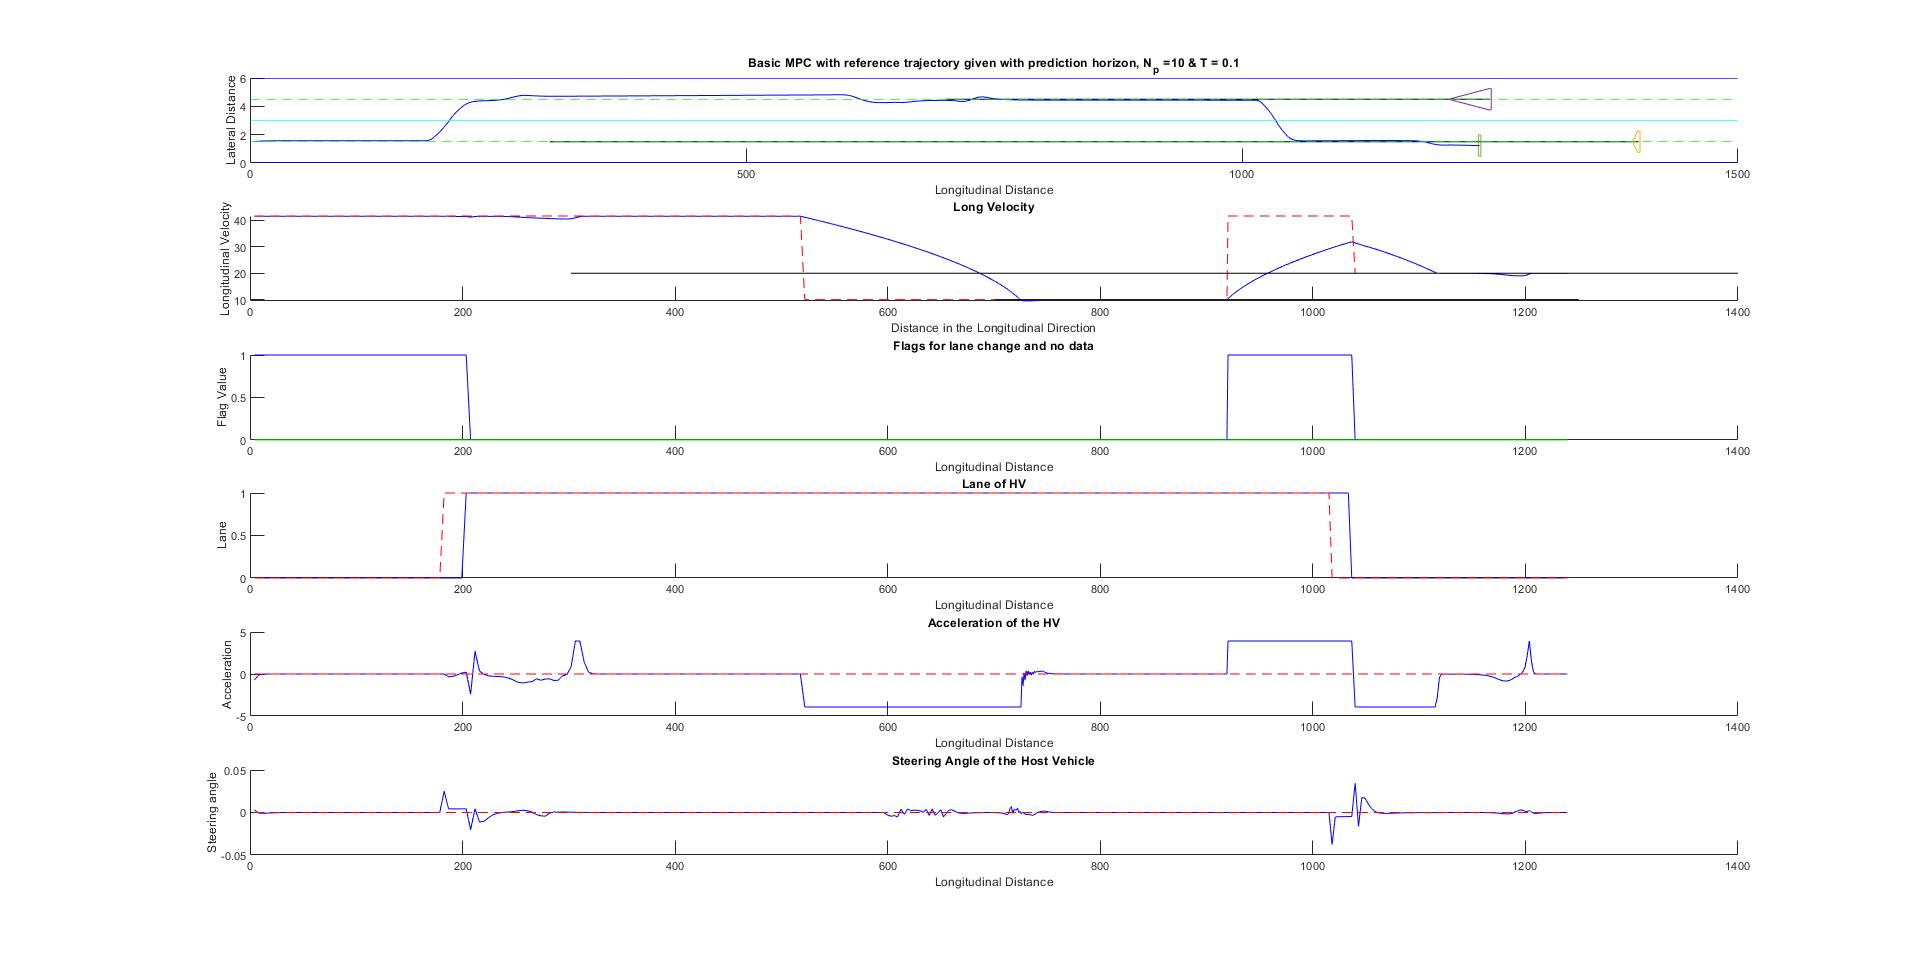 Basic MPC with reference trajectory given with prediction horizon, Np =10 & T = 0.1
Lateral Distance
6
4
2
0
0 500 1000 1500
Longitudinal Distance
Long Velocity
Longitudinal Velocity
40
30
20
10
0 200 400 600 800 1000 1200 1400
Distance in the Longitudinal Direction
Flags for lane change and no data
Flag Value
1
0.5
0
0 200 400 600 800 1000 1200 1400
Longitudinal Distance
Lane of HV
Lane
1
0.5
0
0 200 400 600 800 1000 1200 1400
Longitudinal Distance
Acceleration of the HV
Acceleration
5
0
-5
0 200 400 600 800 1000 1200 1400
Longitudinal Distance
Steering Angle of the Host Vehicle
Steering angle
0.05
0
-0.05
0 200 400 600 800 1000 1200 1400
Longitudinal Distance